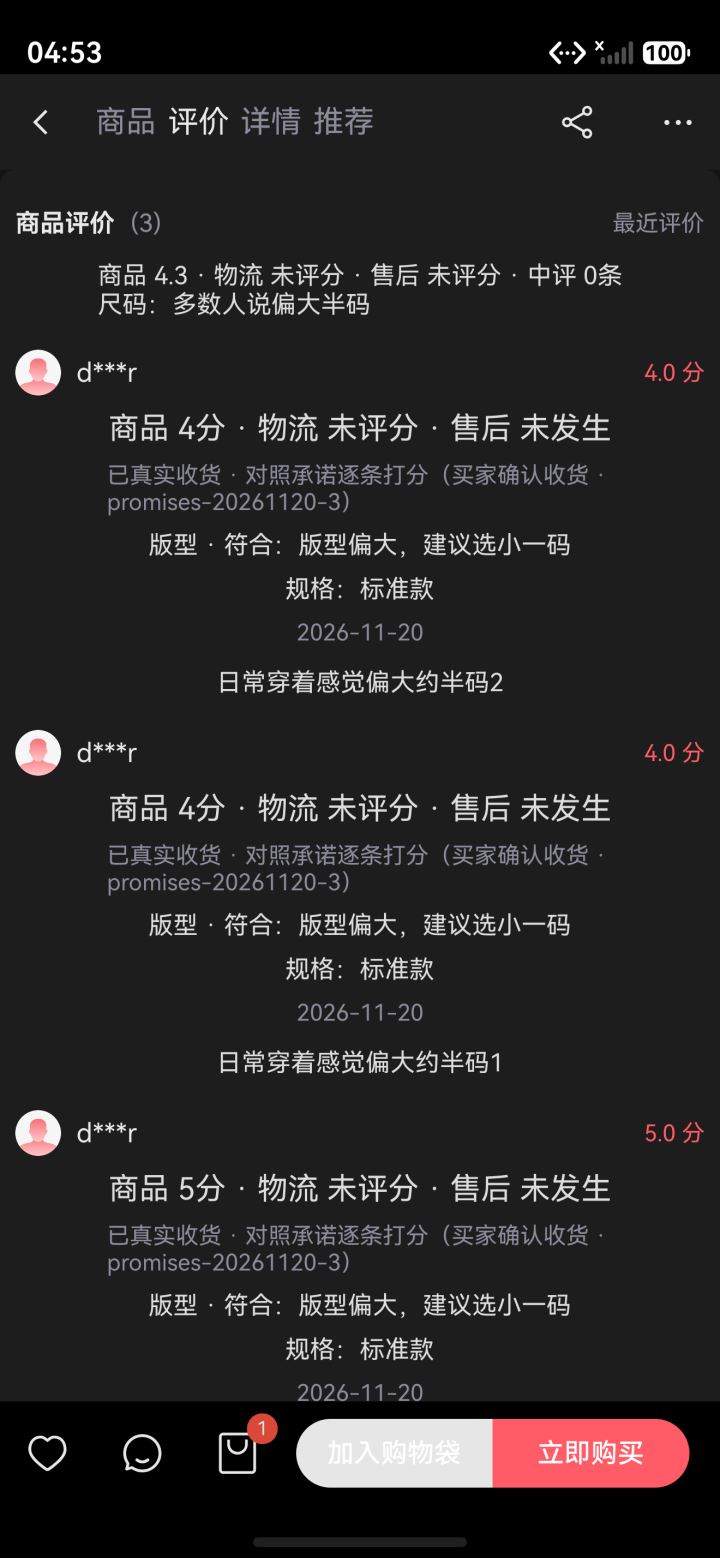 04:53
100
商品 评价 详情 推荐
商品评价 (3) 最近评价
商品 4.3 · 物流 未评分 · 售后 未评分 · 中评 0条
尺码：多数人说偏大半码
d***r 4.0 分
商品 4分 · 物流 未评分 · 售后 未发生
已真实收货 · 对照承诺逐条打分（买家确认收货 ·
promises-20261120-3）
版型 · 符合：版型偏大，建议选小一码
规格：标准款
2026-11-20
日常穿着感觉偏大约半码2
d***r 4.0 分
商品 4分 · 物流 未评分 · 售后 未发生
已真实收货 · 对照承诺逐条打分（买家确认收货 ·
promises-20261120-3）
版型 · 符合：版型偏大，建议选小一码
规格：标准款
2026-11-20
日常穿着感觉偏大约半码1
d***r 5.0 分
商品 5分 · 物流 未评分 · 售后 未发生
已真实收货 · 对照承诺逐条打分（买家确认收货 ·
promises-20261120-3）
版型 · 符合：版型偏大，建议选小一码
规格：标准款
2026-11-20
1
加入购物袋 立即购买